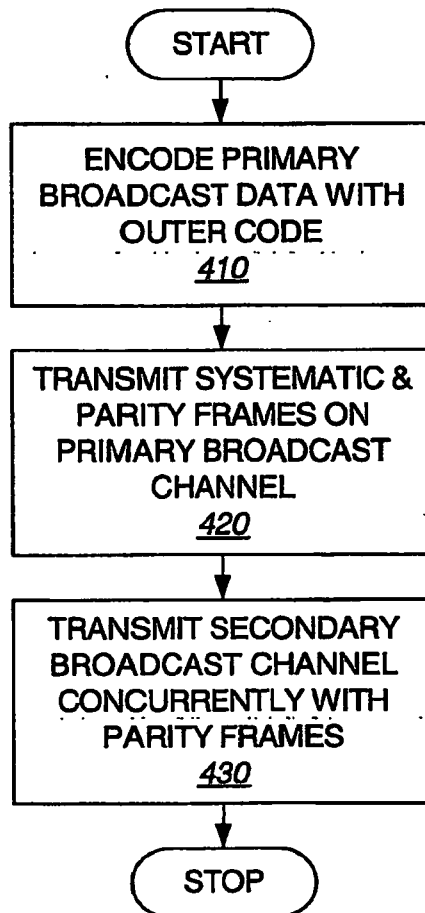 START
ENCODE PRIMARY
BROADCAST DATA WITH
OUTER CODE
410
TRANSMIT SYSTEMATIC &
PARITY FRAMES ON
PRIMARY BROADCAST
CHANNEL
420
TRANSMIT SECONDARY
BROADCAST CHANNEL
CONCURRENTLY WITH
PARITY FRAMES
430
STOP